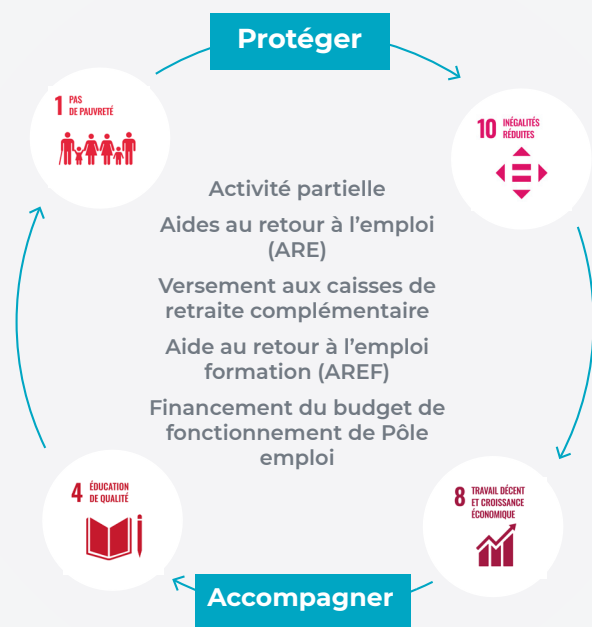 Protéger
1 PAS
DE PAUVRETÉ
10 INÉGALITÉS
RÉDUITES
Activité partielle
Aides au retour à l’emploi
(ARE)
Versement aux caisses de
retraite complémentaire
Aide au retour à l’emploi
formation (AREF)
Financement du budget de
fonctionnement de Pôle
emploi
4 ÉDUCATION
DE QUALITÉ
8 TRAVAIL DÉCENT
ET CROISSANCE
ÉCONOMIQUE
Accompagner